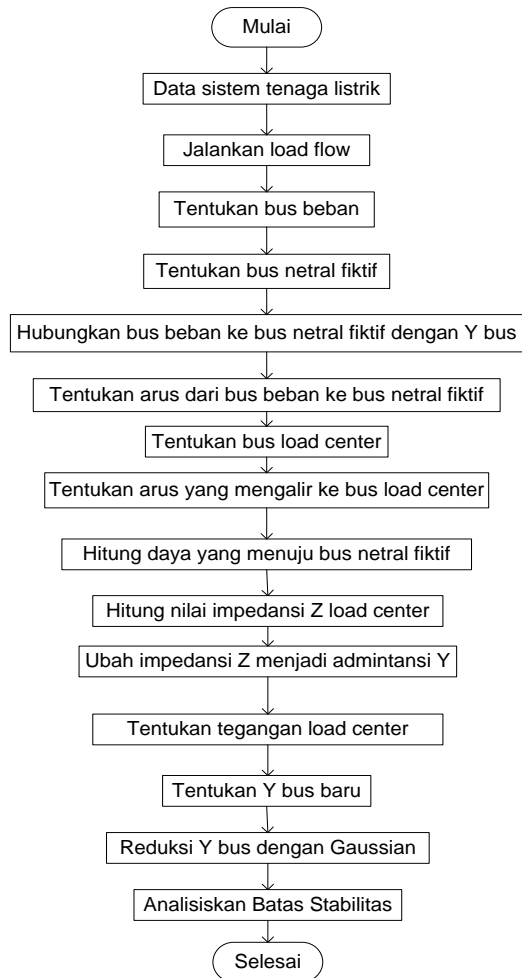 Mulai
Data sistem tenaga listrik
Jalankan load flow
Tentukan bus beban
Tentukan bus netral fiktif
Hubungkan bus beban ke bus netral fiktif dengan Y bus
Tentukan arus dari bus beban ke bus netral fiktif
Tentukan bus load center
Tentukan arus yang mengalir ke bus load center
Hitung daya yang menuju bus netral fiktif
Hitung nilai impedansi Z load center
Ubah impedansi Z menjadi admintansi Y
Tentukan tegangan load center
Tentukan Y bus baru
Reduksi Y bus dengan Gaussian
Analisiskan Batas Stabilitas
Selesai